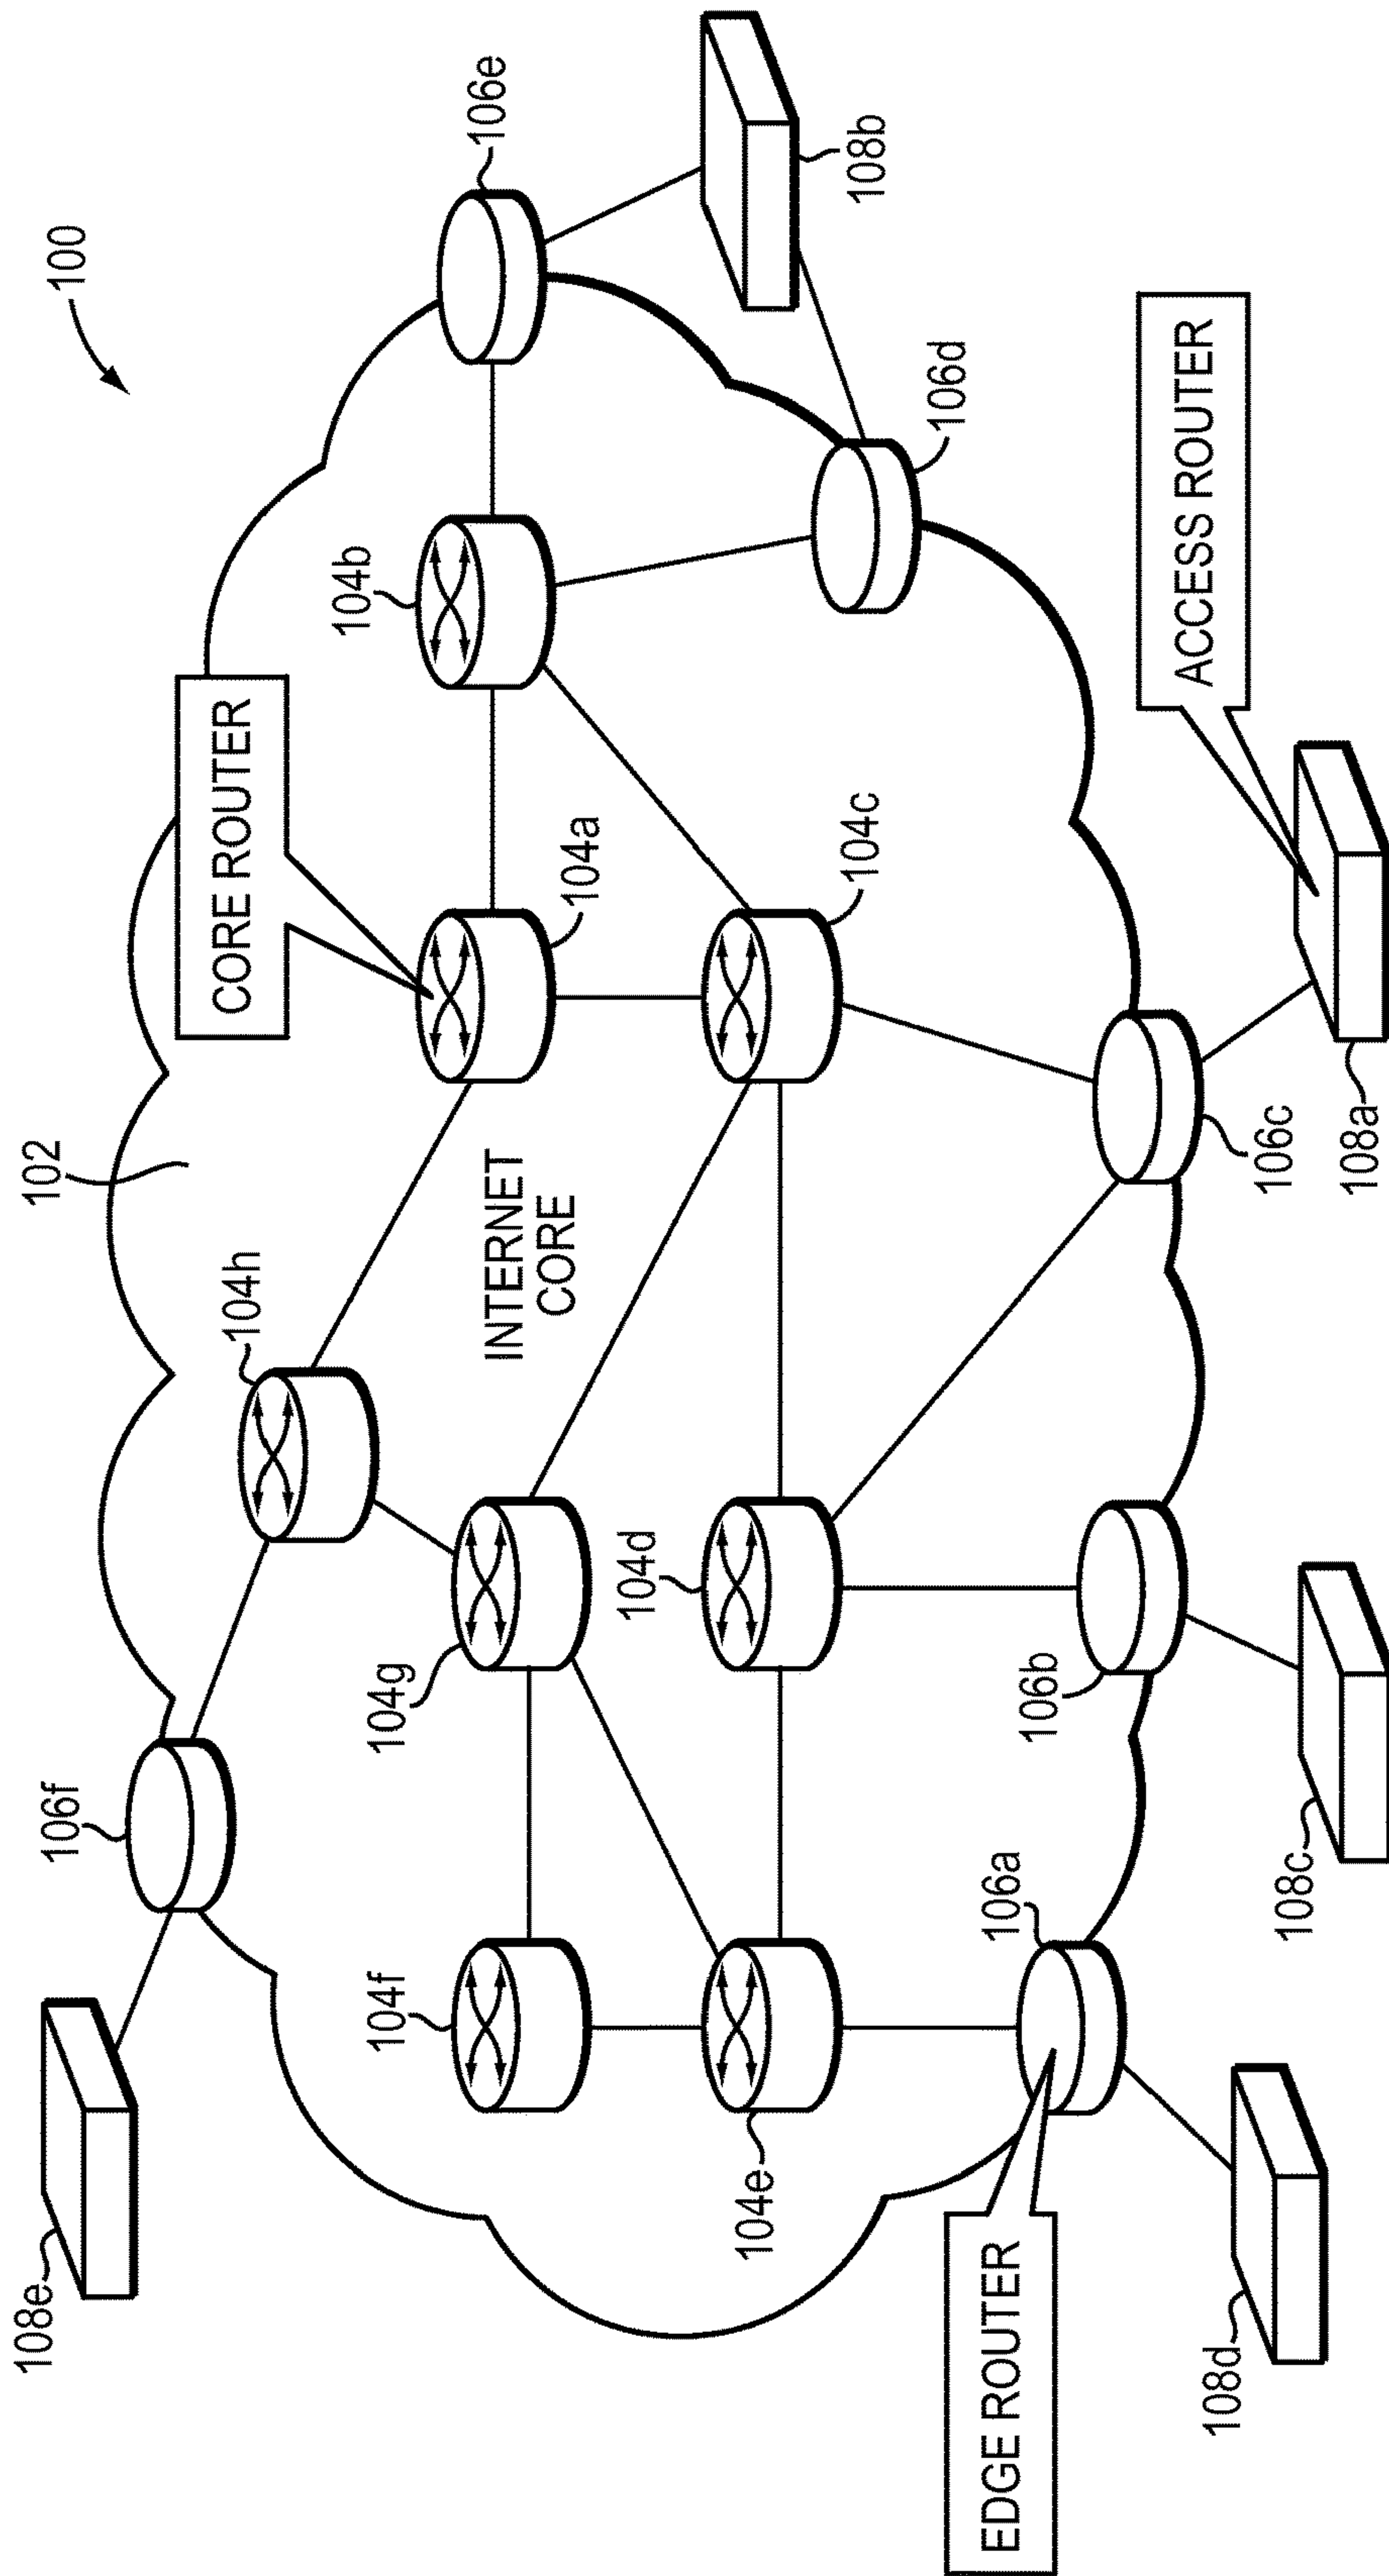 100
102
CORE ROUTER
104b
106e
108b
106d
104a
104c
104h
INTERNET
CORE
104g
104d
106f
108e
104f
104e
106a
106b
106c
ACCESS ROUTER
108a
108c
EDGE ROUTER
108d